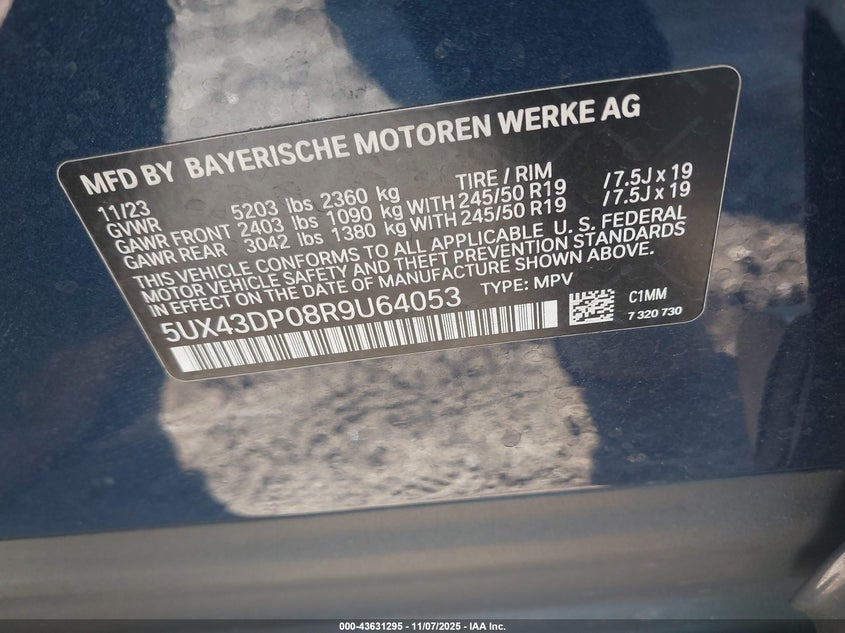 MFD BY BAYERISCHE MOTOREN WERKE AG
11/23 TIRE / RIM
GVWR 5203 lbs 2360 kg
GAWR FRONT 2403 lbs 1090 kg WITH 245/50 R19 /7.5J x 19
GAWR REAR 3042 lbs 1380 kg WITH 245/50 R19 /7.5J x 19
THIS VEHICLE CONFORMS TO ALL APPLICABLE U. S. FEDERAL
MOTOR VEHICLE SAFETY AND THEFT PREVENTION STANDARDS
IN EFFECT ON THE DATE OF MANUFACTURE SHOWN ABOVE.
5UX43DP08R9U64053 TYPE: MPV
C1MM
7 320 730
000-43631295 - 11/07/2025 - IAA Inc.